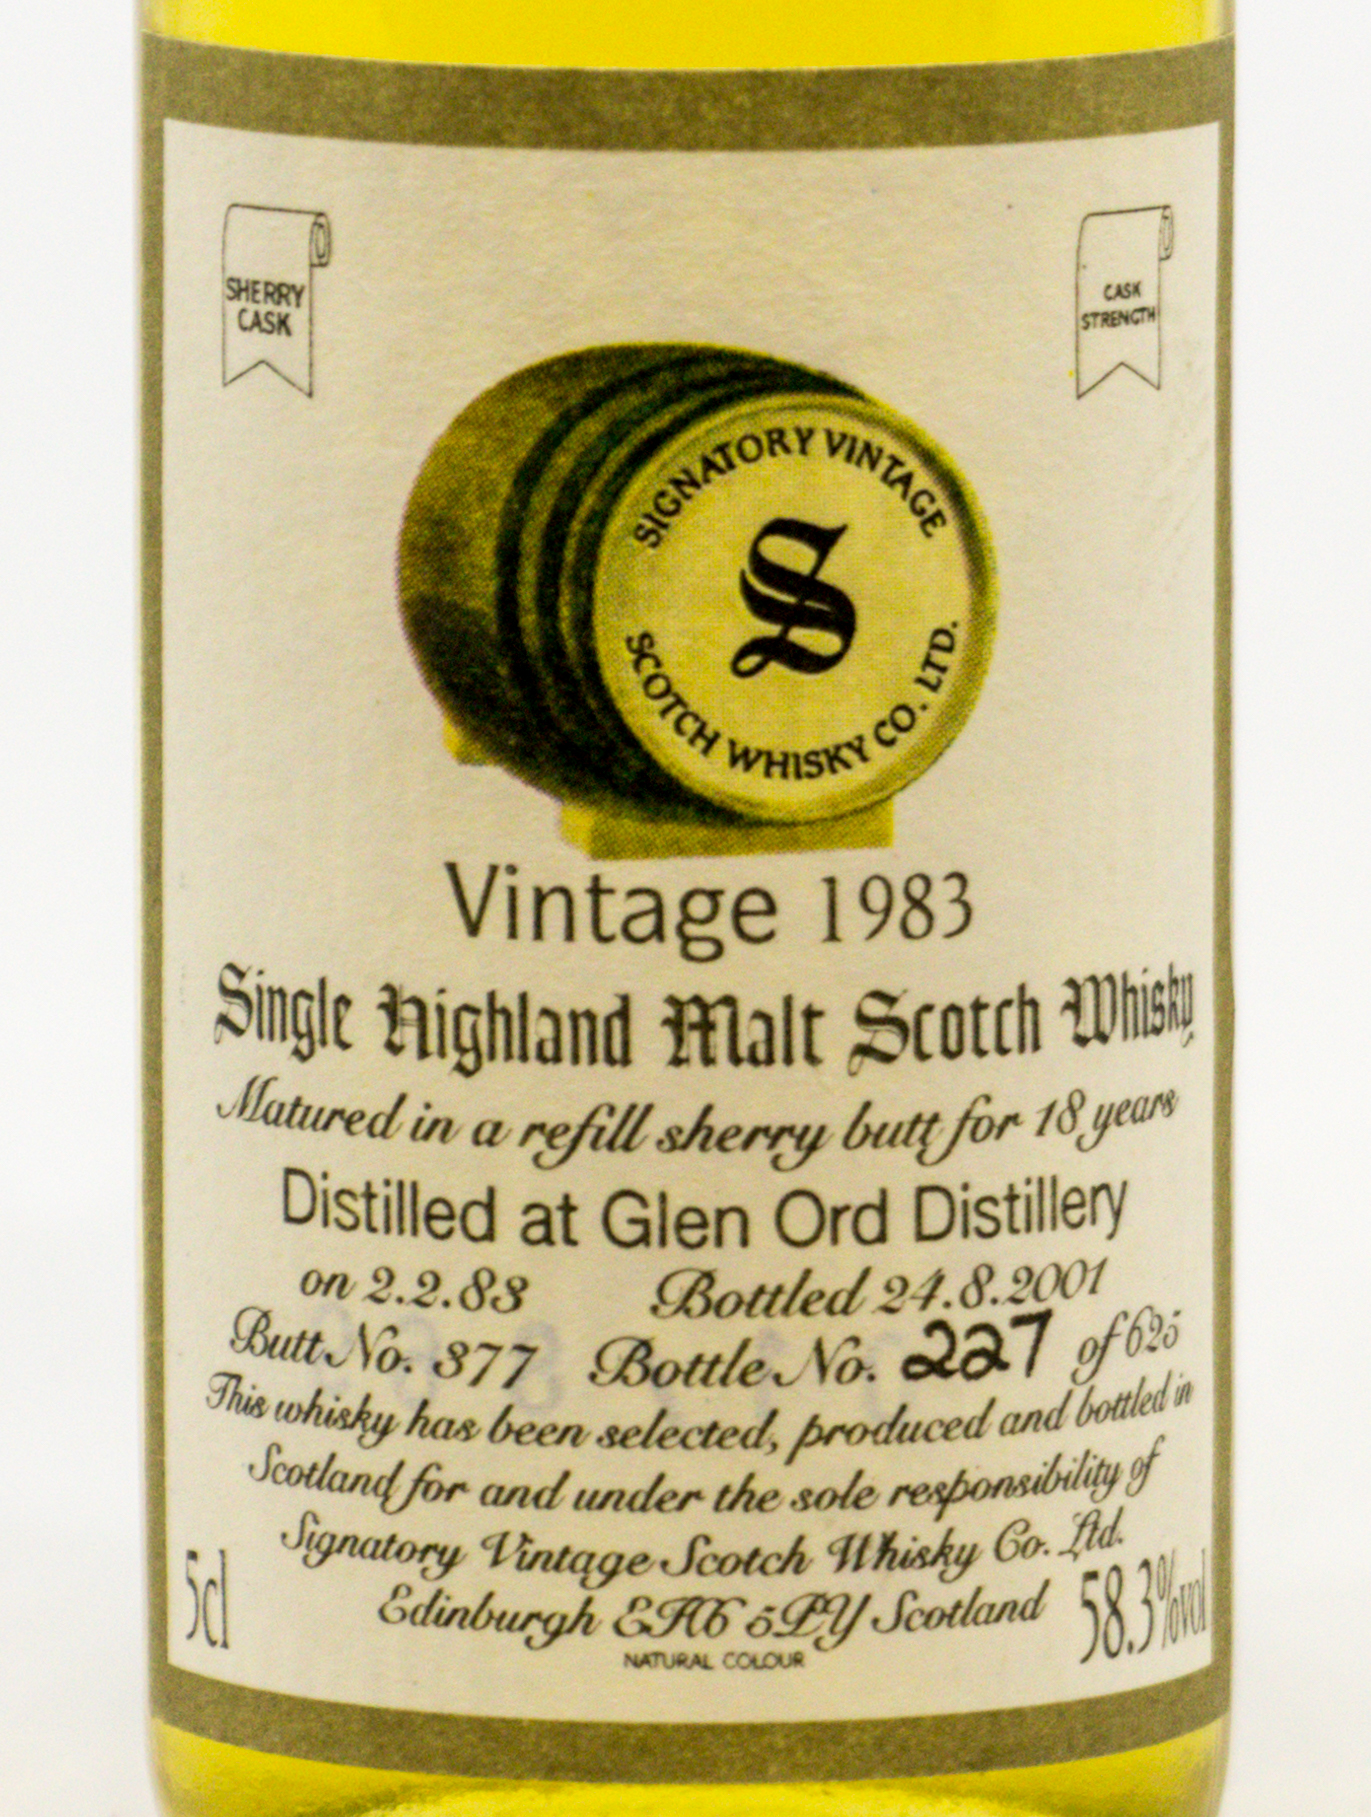 SHERRY
CASK
CASK
STRENGTH
SIGNATORY VINTAGE
S
SCOTCH WHISKY CO. LTD.
Vintage 1983
Single Highland Malt Scotch Whisky
Matured in a refill sherry butt for 18 years
Distilled at Glen Ord Distillery
on 2.2.83 Bottled 24.8.2001
Butt No. 377 Bottle No. 227 of 625
This whisky has been selected, produced and bottled in
Scotland for and under the sole responsibility of
Signatory Vintage Scotch Whisky Co. Ltd.
Edinburgh EH6 5PY Scotland
5cl
58.3%vol
NATURAL COLOUR